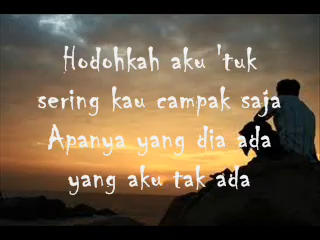 Hodohkah aku 'tuk
sering kau campak saja
Apanya yang dia ada
yang aku tak ada